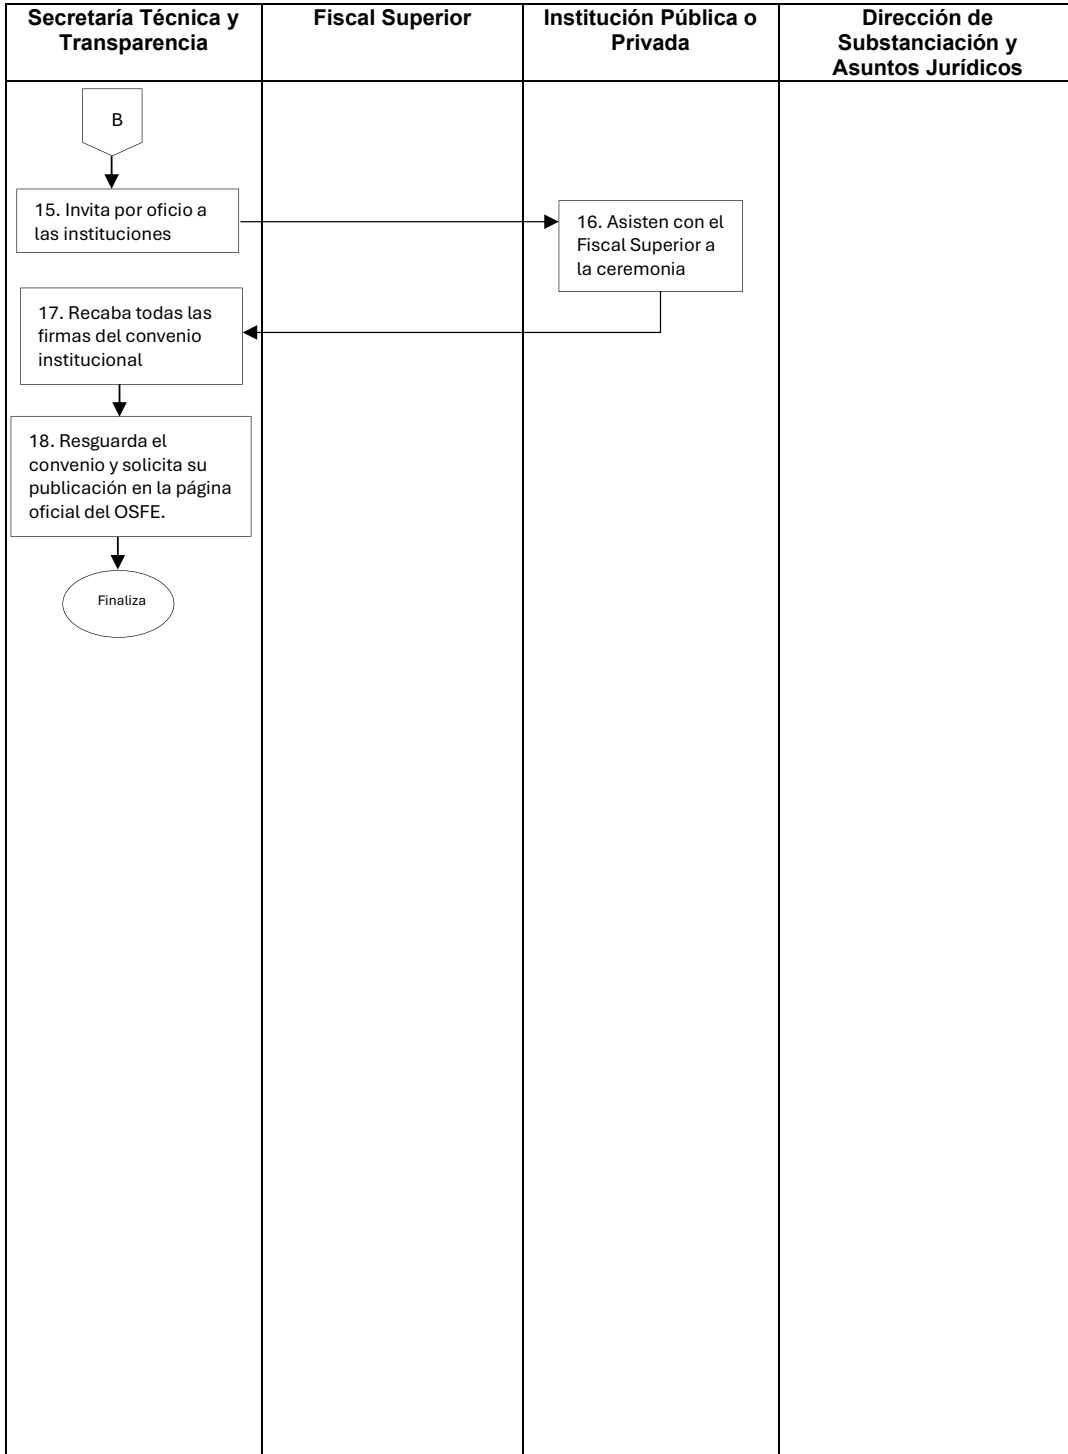 Secretaría Técnica y
Transparencia
Fiscal Superior
Institución Pública o
Privada
Dirección de
Substanciación y
Asuntos Jurídicos
B
15. Invita por oficio a
las instituciones
16. Asisten con el
Fiscal Superior a
la ceremonia
17. Recaba todas las
firmas del convenio
institucional
18. Resguarda el
convenio y solicita su
publicación en la página
oficial del OSFE.
Finaliza